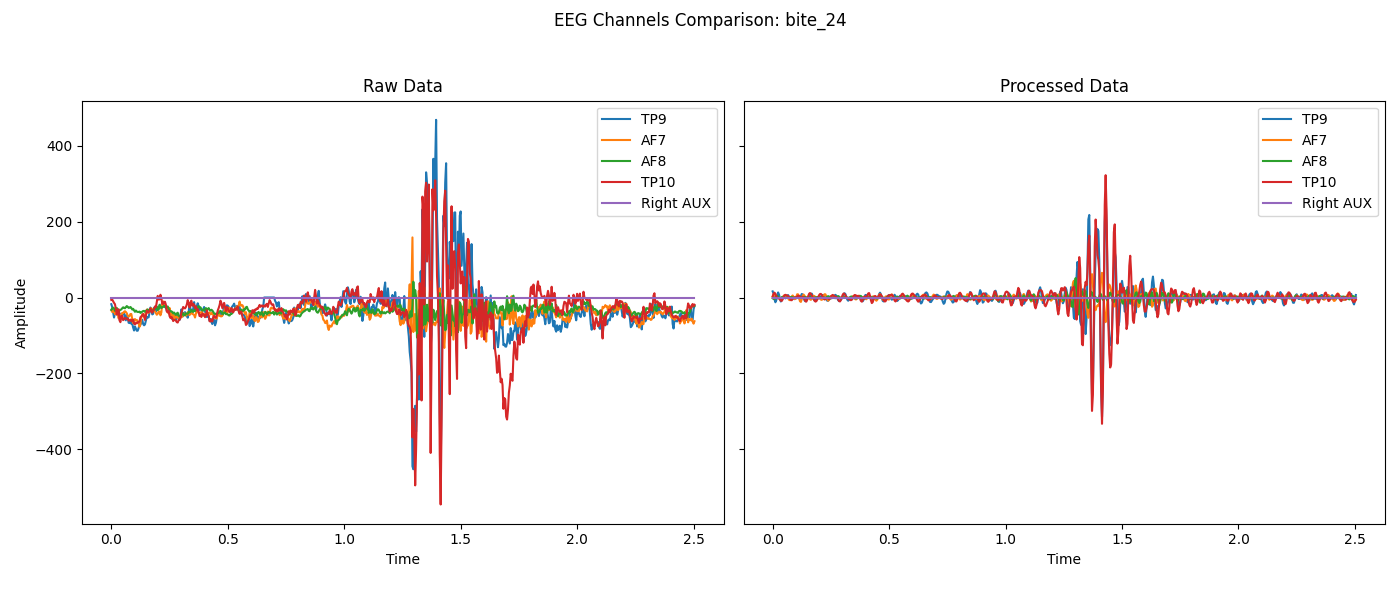 EEG Channels Comparison: bite_24
Raw Data
Amplitude
400
200
0
−200
−400
TP9
AF7
AF8
TP10
Right AUX
0.0 0.5 1.0 1.5 2.0 2.5
Time
Processed Data
TP9
AF7
AF8
TP10
Right AUX
0.0 0.5 1.0 1.5 2.0 2.5
Time